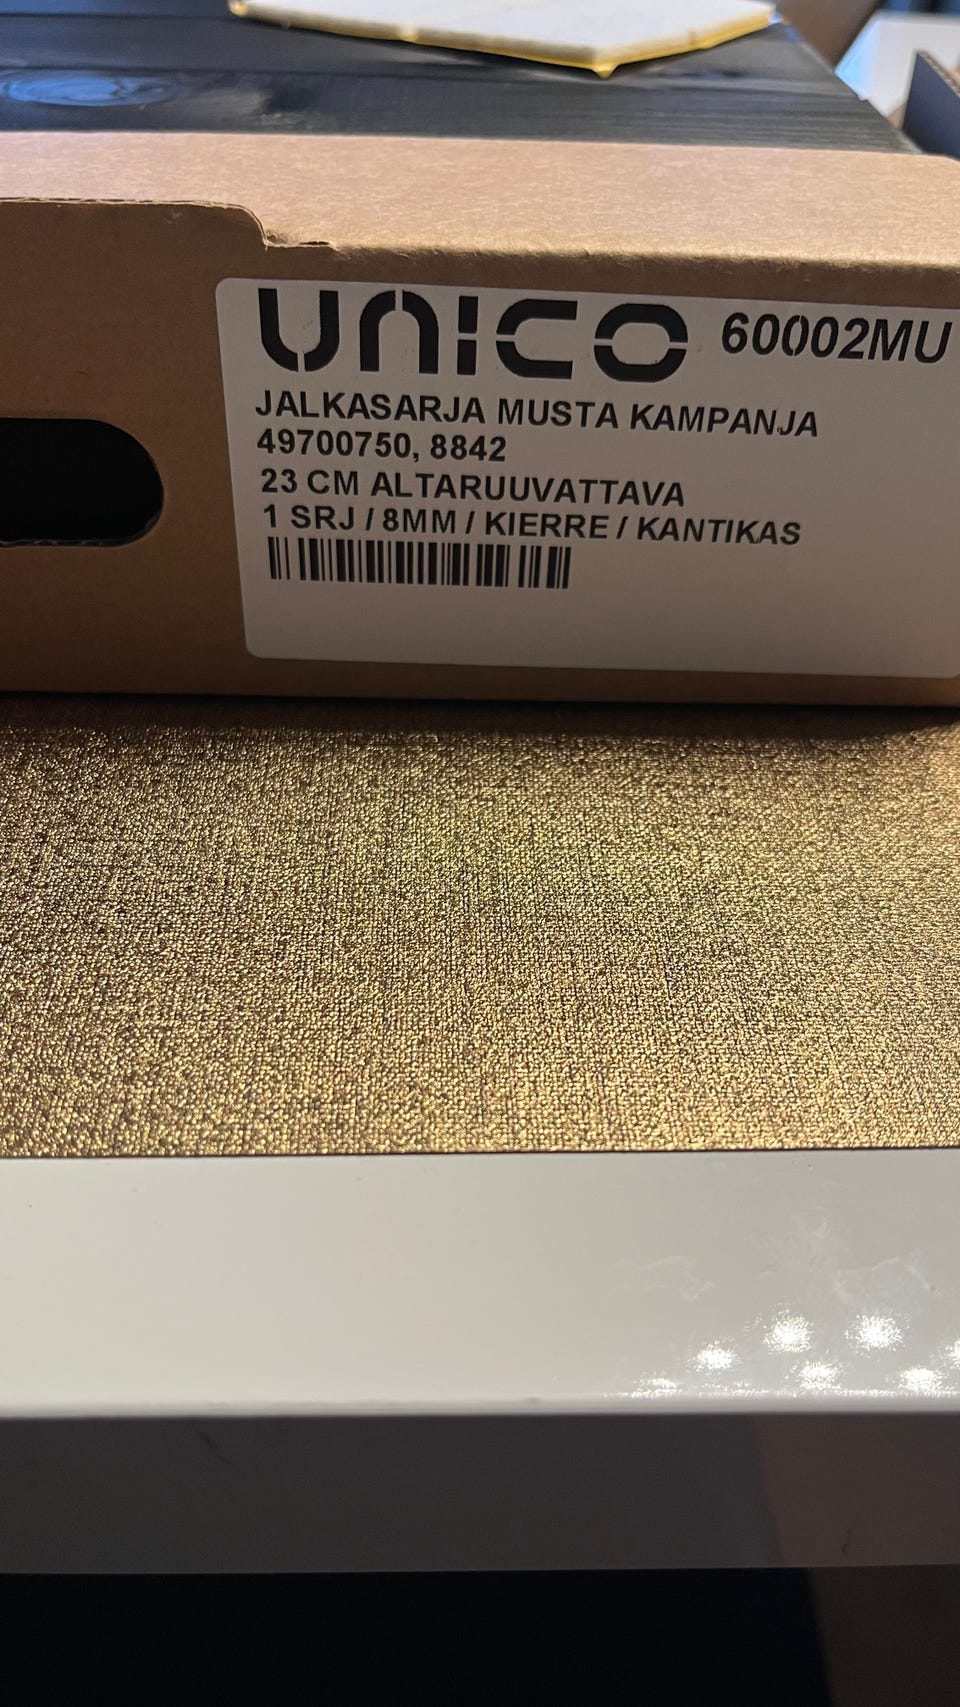 UNICO 60002MU
JALKASARJA MUSTA KAMPANJA
49700750, 8842
23 CM ALTARUUVATTAVA
1 SRJ / 8MM / KIERRE / KANTIKAS